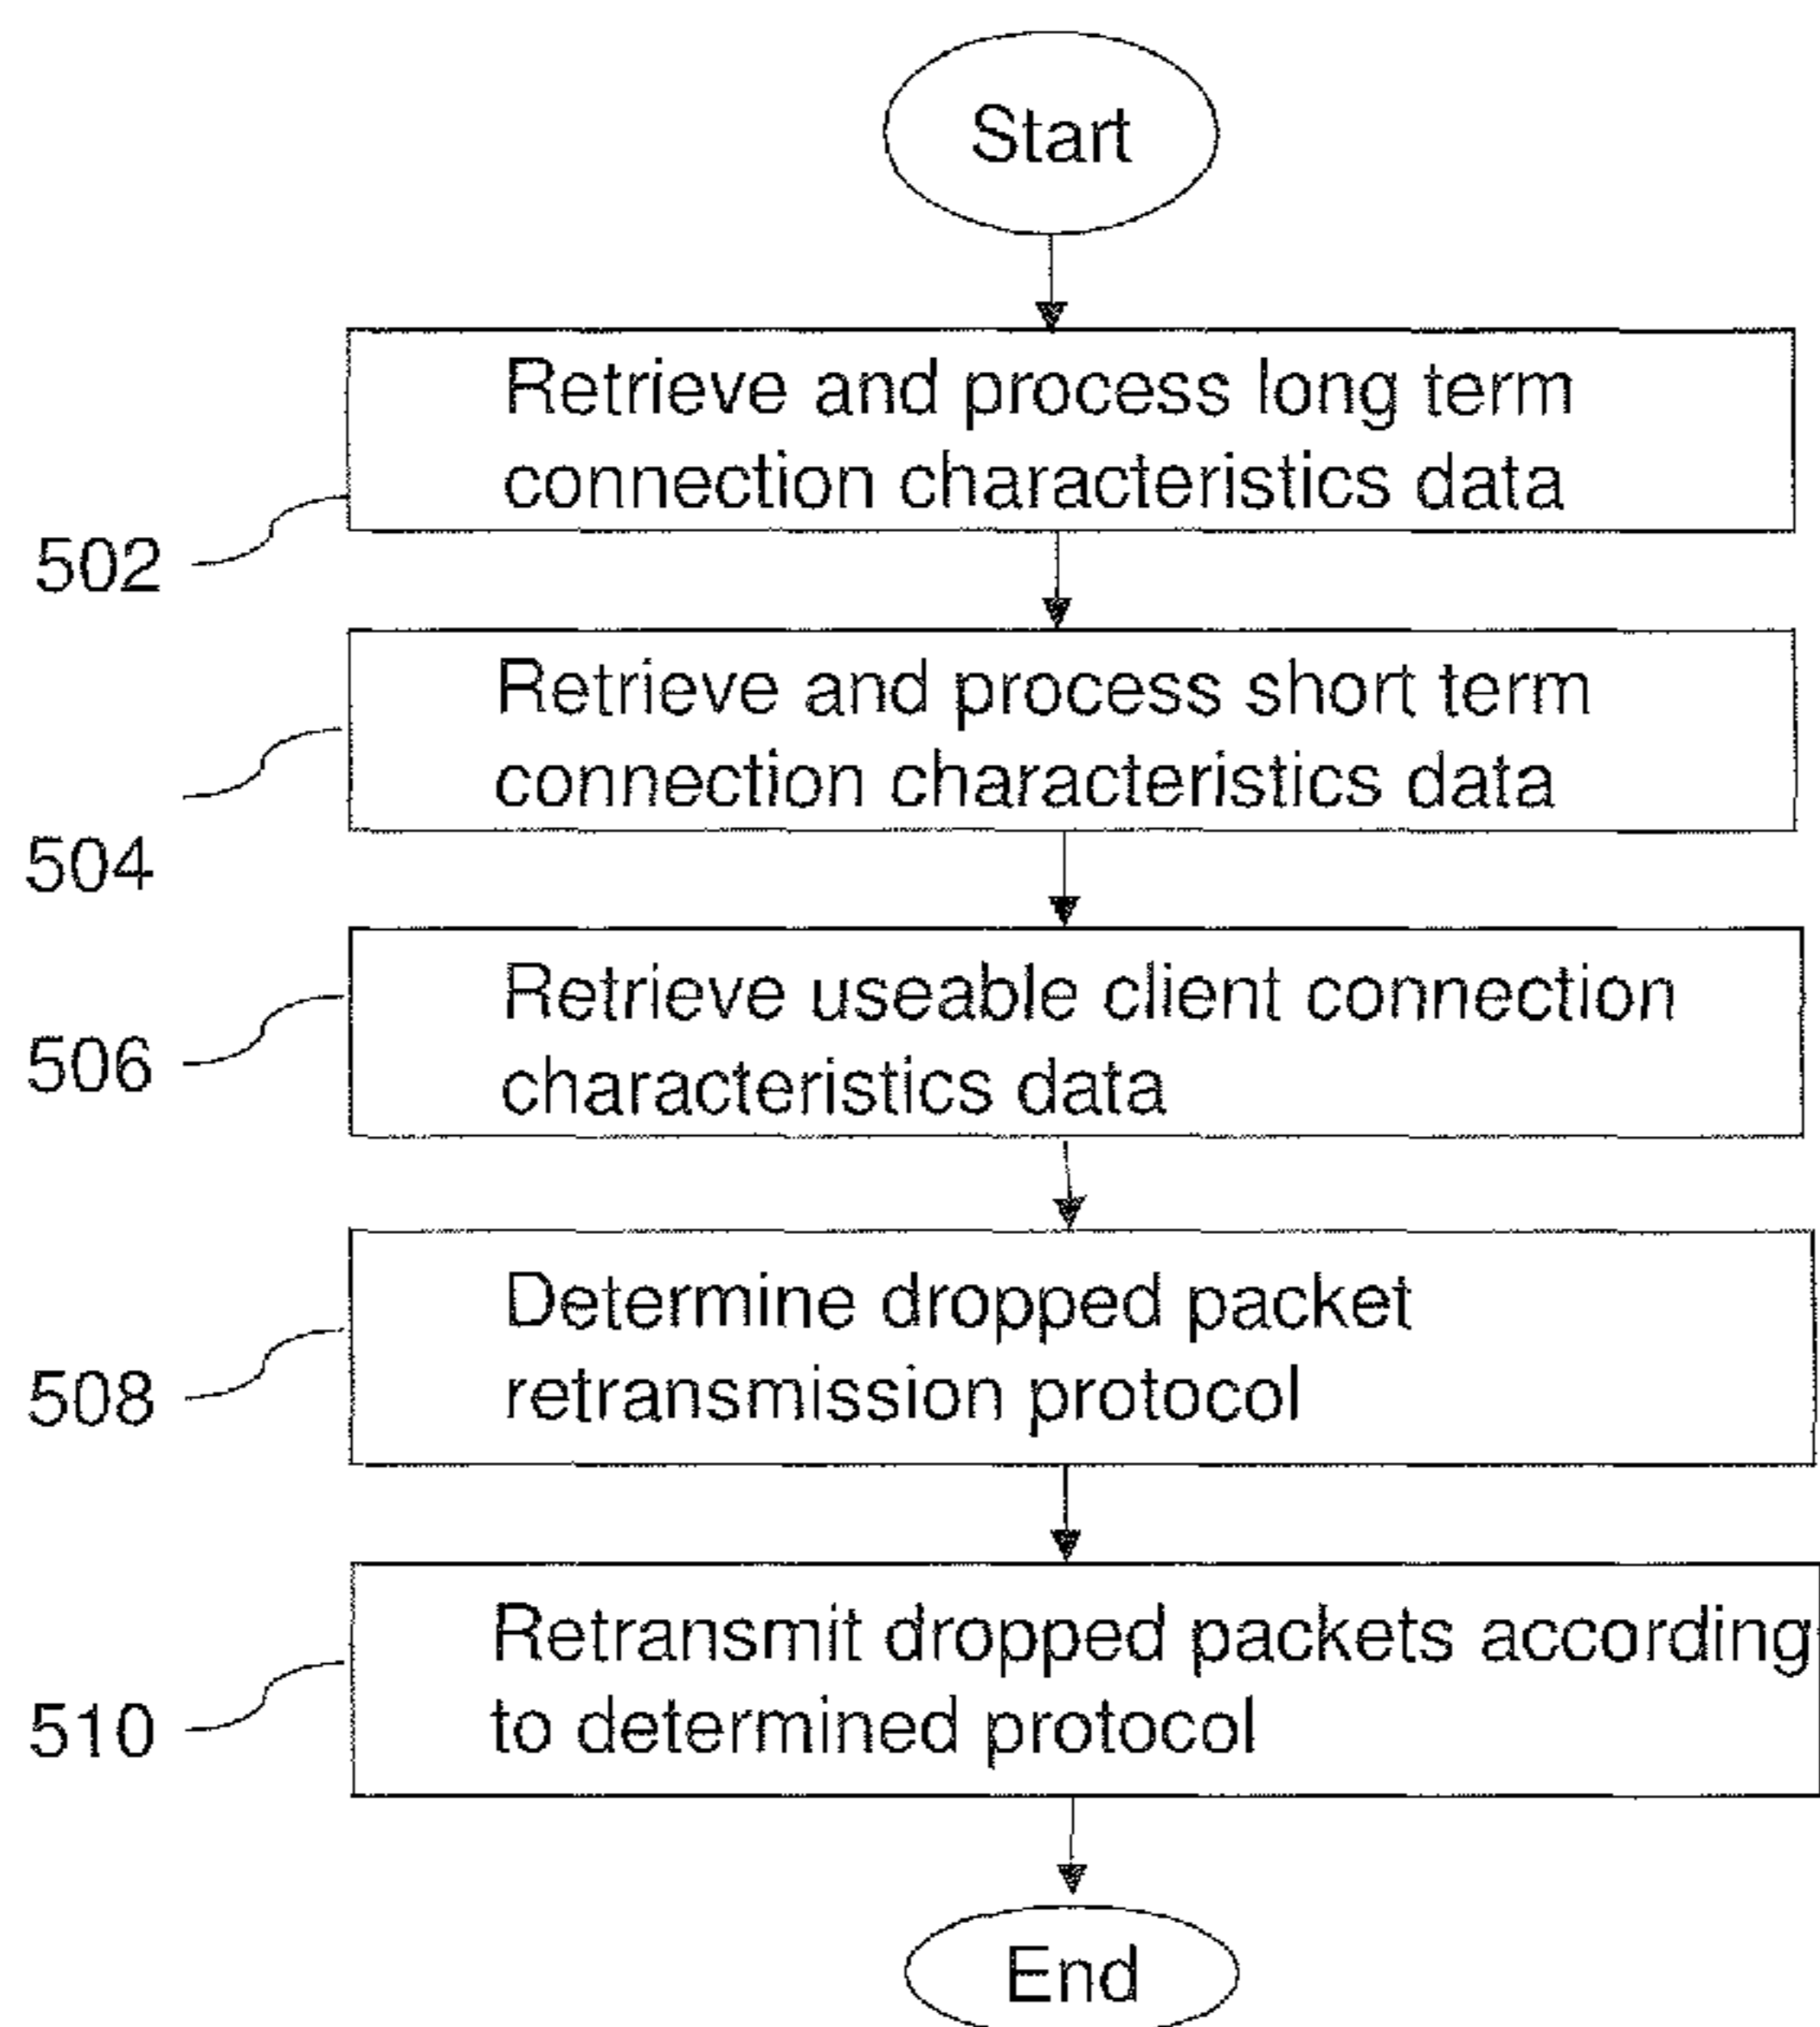 Start
Retrieve and process long term
connection characteristics data
502
Retrieve and process short term
connection characteristics data
504
Retrieve useable client connection
characteristics data
506
Determine dropped packet
retransmission protocol
508
Retransmit dropped packets according
to determined protocol
510
End